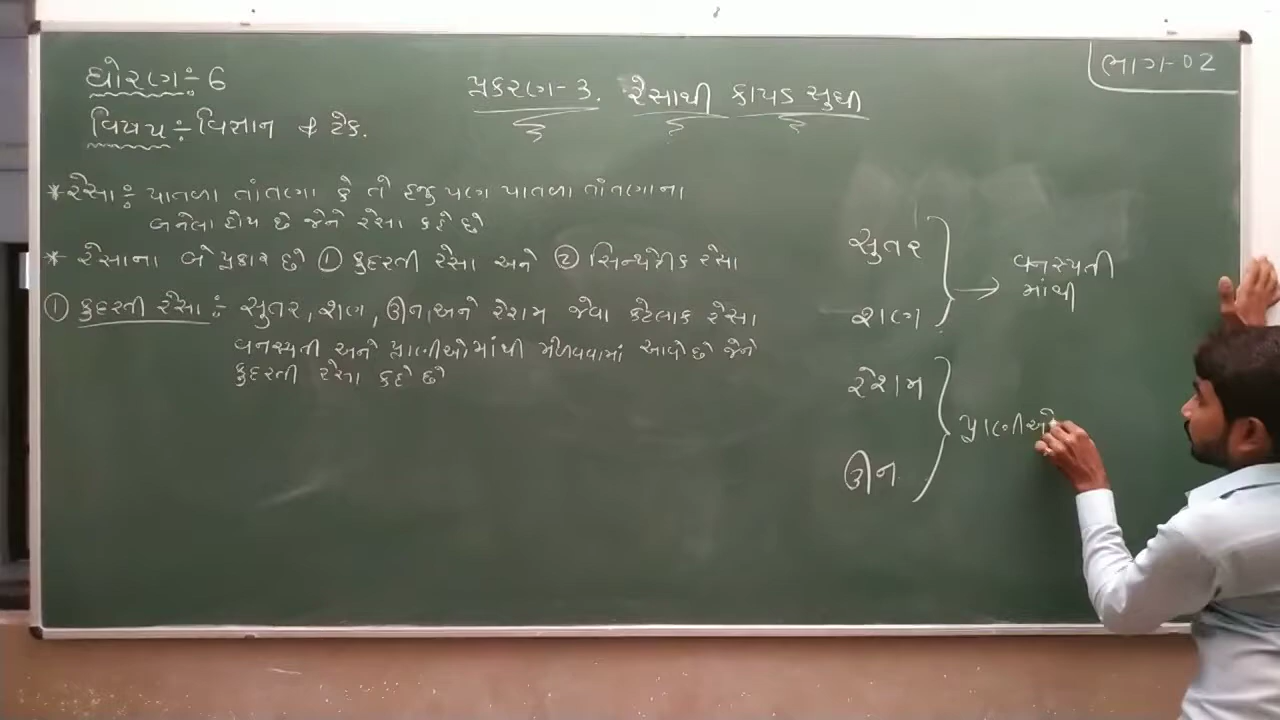 ધોરણ:- 6
પ્રકરણ- 3. રેસાથી કાપડ સુધી
ભાગ-02
વિષય:- વિજ્ઞાન & ટેક.
* રેસા:- પાતળા તાંતણા કે જે હજુ પણ પાતળા તાંતણાના
બનેલા હોય છે જેને રેસા કહે છે
* રેસાના બે પ્રકાર છે ① કુદરતી રેસા અને ② સિન્થેટીક રેસા
① કુદરતી રેસા:- સુતર, શણ, ઊન, અને રેશમ જેવા કેટલાક રેસા
વનસ્પતી અને પ્રાણીઓમાંથી મેળવવામાં આવે છે જેને
કુદરતી રેસા કહે છે
સુતર
શણ
વનસ્પતી
માંથી
રેશમ
ઊન
પ્રાણીઓ